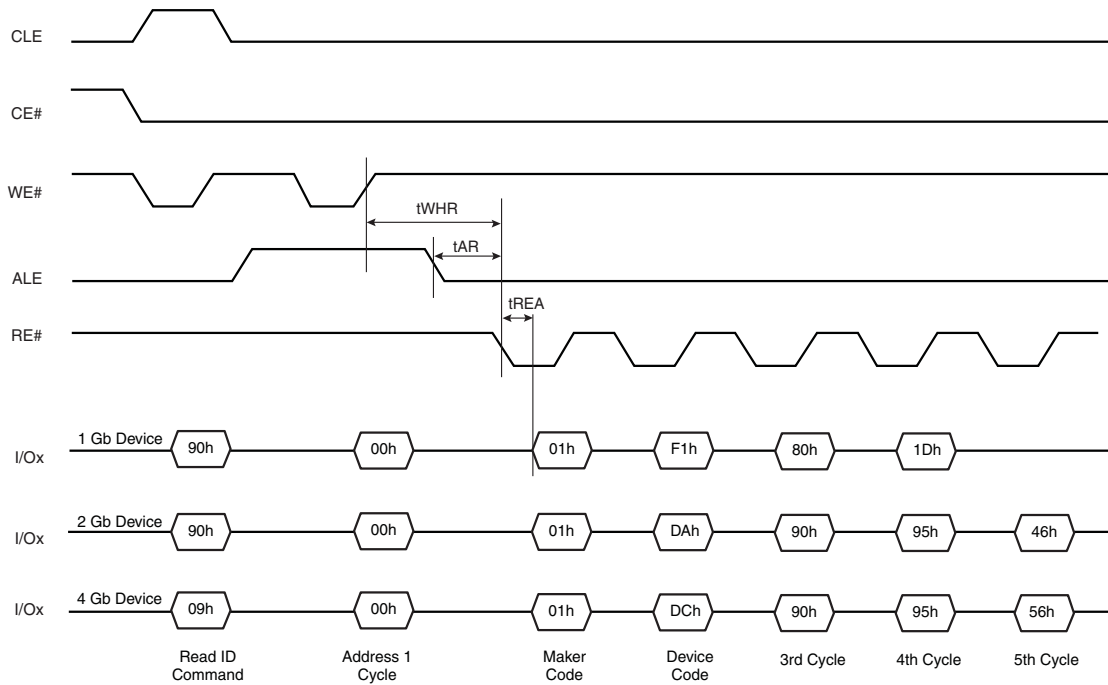 CLE
CE#
WE#
tWHR
tAR
ALE
tREA
RE#
1 Gb Device
I/Ox
90h 00h 01h F1h 80h 1Dh
2 Gb Device
I/Ox
90h 00h 01h DAh 90h 95h 46h
4 Gb Device
I/Ox
09h 00h 01h DCh 90h 95h 56h
Read ID Command
Address 1 Cycle
Maker Code
Device Code
3rd Cycle
4th Cycle
5th Cycle